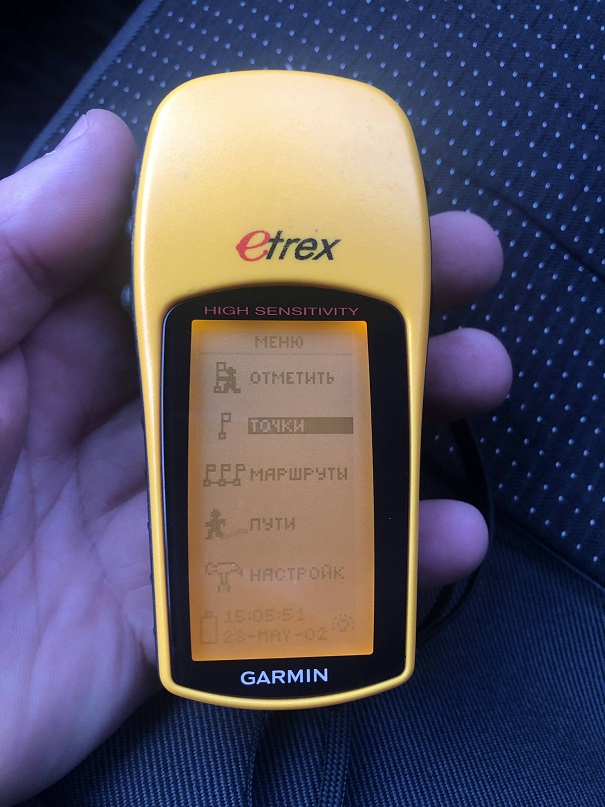 etrex
HIGH SENSITIVITY
МЕНЮ
ОТМЕТИТЬ
ТОЧКИ
МАРШРУТЫ
ПУТИ
НАСТРОЙК
15:05:51
28-MAY-02
GARMIN